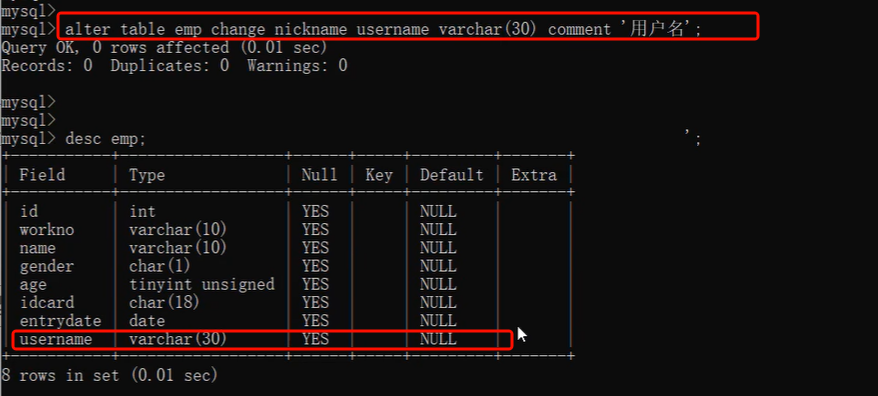 mysql>
mysql> alter table emp change nickname username varchar(30) comment '用户名';
Query OK, 0 rows affected (0.01 sec)
Records: 0  Duplicates: 0  Warnings: 0
mysql>
mysql>
mysql> desc emp;                                                    ';
+-----------+------------------+------+-----+---------+-------+
| Field     | Type             | Null | Key | Default | Extra |
+-----------+------------------+------+-----+---------+-------+
| id        | int              | YES  |     | NULL    |       |
| workno    | varchar(10)      | YES  |     | NULL    |       |
| name      | varchar(10)      | YES  |     | NULL    |       |
| gender    | char(1)          | YES  |     | NULL    |       |
| age       | tinyint unsigned | YES  |     | NULL    |       |
| idcard    | char(18)         | YES  |     | NULL    |       |
| entrydate | date             | YES  |     | NULL    |       |
| username  | varchar(30)      | YES  |     | NULL    |       |
+-----------+------------------+------+-----+---------+-------+
8 rows in set (0.01 sec)